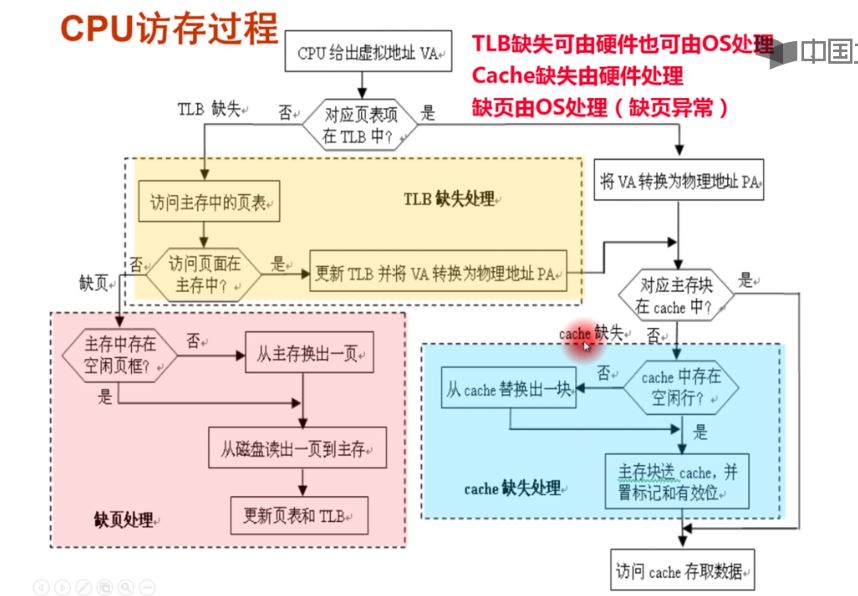 CPU访存过程
CPU 给出虚拟地址 VA
TLB缺失可由硬件也可由OS处理
Cache缺失由硬件处理
缺页由OS处理（缺页异常）
中国
TLB 缺失
否
对应页表项
在 TLB 中？
是
访问主存中的页表
TLB 缺失处理
将 VA 转换为物理地址 PA
缺页
否
访问页面在
主存中？
是
更新 TLB 并将 VA 转换为物理地址 PA
对应主存块
在 cache 中？
是
cache 缺失
否
主存中存在
空闲页框？
否
从主存换出一页
是
从 cache 替换出一块
否
cache 中存在
空闲行？
是
从磁盘读出一页到主存
主存块送 cache，并
置标记和有效位
cache 缺失处理
缺页处理
更新页表和 TLB
访问 cache 存取数据